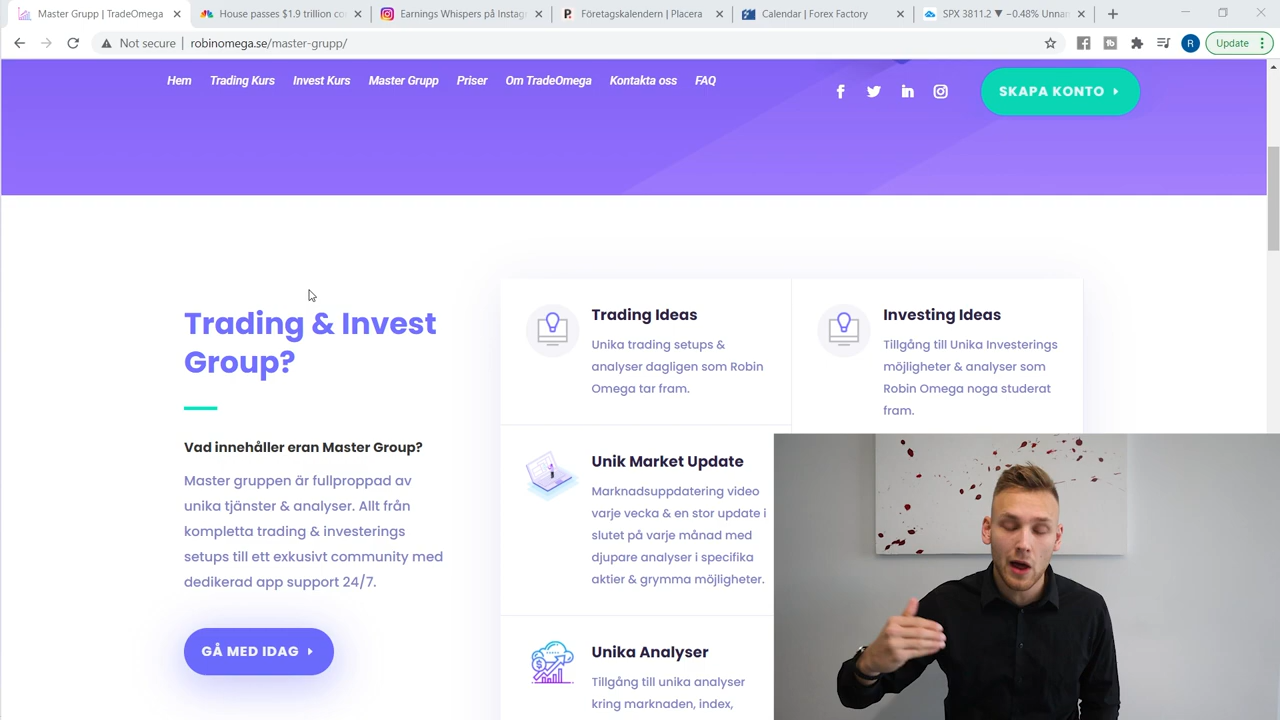 Master Grupp | TradeOmega
House passes $1.9 trillion co
Earnings Whispers på Instag
Företagskalendern | Placera
Calendar | Forex Factory
SPX 3811.2 ▼ −0.48% Unnan
Not secure | robinomega.se/master-grupp/
R
Update
Hem
Trading Kurs
Invest Kurs
Master Grupp
Priser
Om TradeOmega
Kontakta oss
FAQ
SKAPA KONTO
Trading & Invest
Group?
Vad innehåller eran Master Group?
Master gruppen är fullproppad av
unika tjänster & analyser. Allt från
kompletta trading & investerings
setups till ett exkusivt community med
dedikerad app support 24/7.
GÅ MED IDAG
Trading Ideas
Unika trading setups &
analyser dagligen som Robin
Omega tar fram.
Investing Ideas
Tillgång till Unika Investerings
möjligheter & analyser som
Robin Omega noga studerat
fram.
Unik Market Update
Marknadsuppdatering video
varje vecka & en stor update i
slutet på varje månad med
djupare analyser i specifika
aktier & grymma möjligheter.
Unika Analyser
Tillgång till unika analyser
kring marknaden, index,